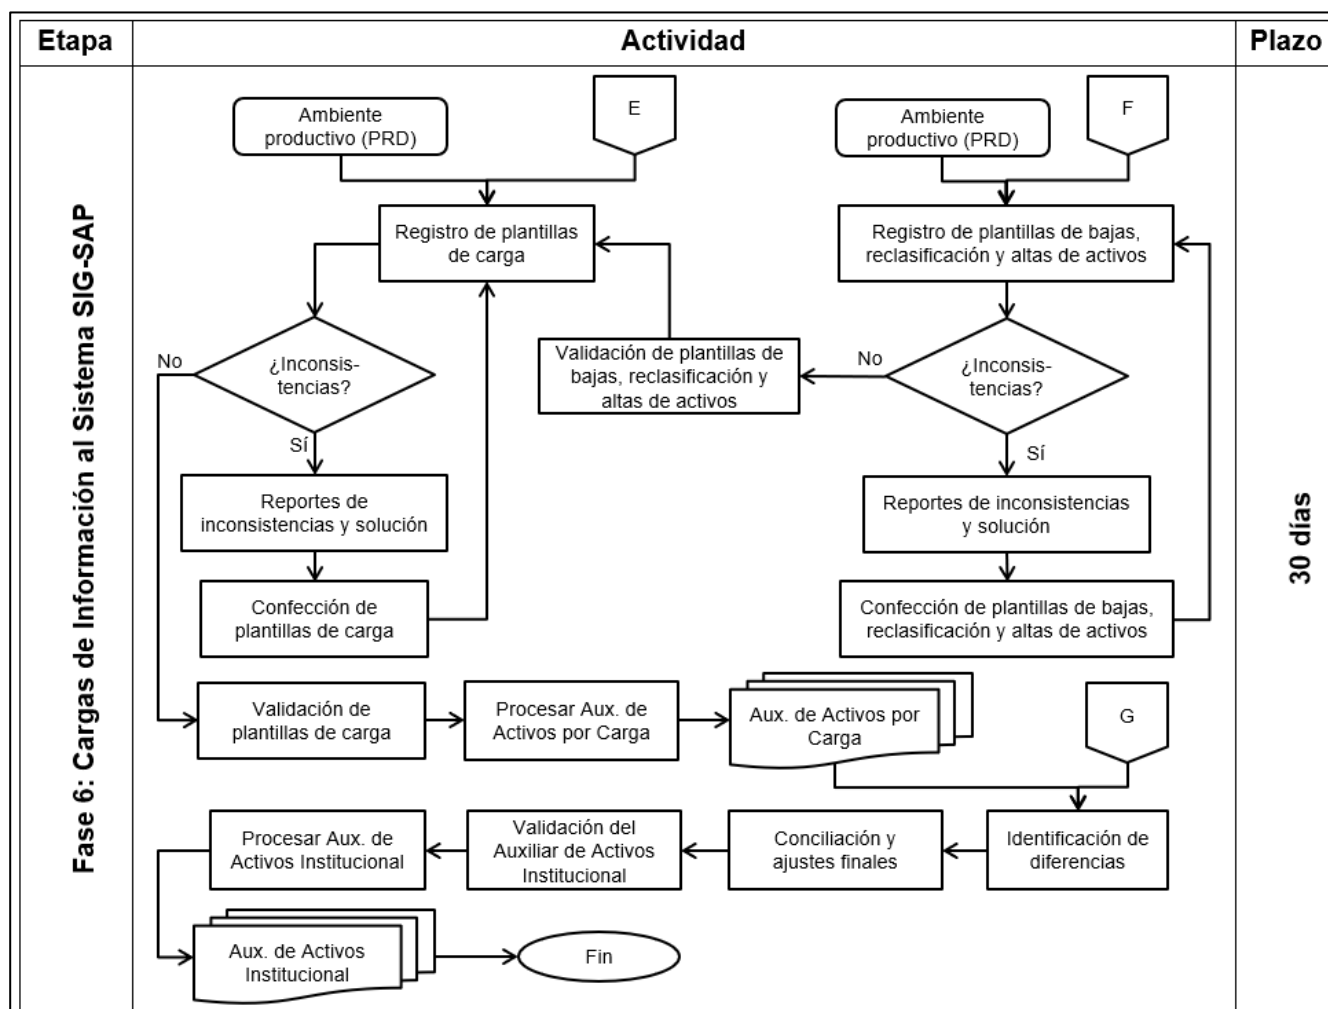 Etapa
Actividad
Plazo
Fase 6: Cargas de Información al Sistema SIG-SAP
Ambiente
productivo (PRD)
E
Ambiente
productivo (PRD)
F
Registro de plantillas
de carga
Registro de plantillas de bajas,
reclasificación y altas de activos
No
¿Inconsis-
tencias?
Sí
Validación de plantillas de
bajas, reclasificación y
altas de activos
No
¿Inconsis-
tencias?
Sí
Reportes de
inconsistencias y solución
Reportes de inconsistencias
y solución
Confección de
plantillas de carga
Confección de plantillas de bajas,
reclasificación y altas de activos
30 días
Validación de
plantillas de carga
Procesar Aux. de
Activos por Carga
Aux. de Activos por
Carga
G
Procesar Aux. de
Activos Institucional
Validación del
Auxiliar de Activos
Institucional
Conciliación y
ajustes finales
Identificación de
diferencias
Aux. de Activos
Institucional
Fin